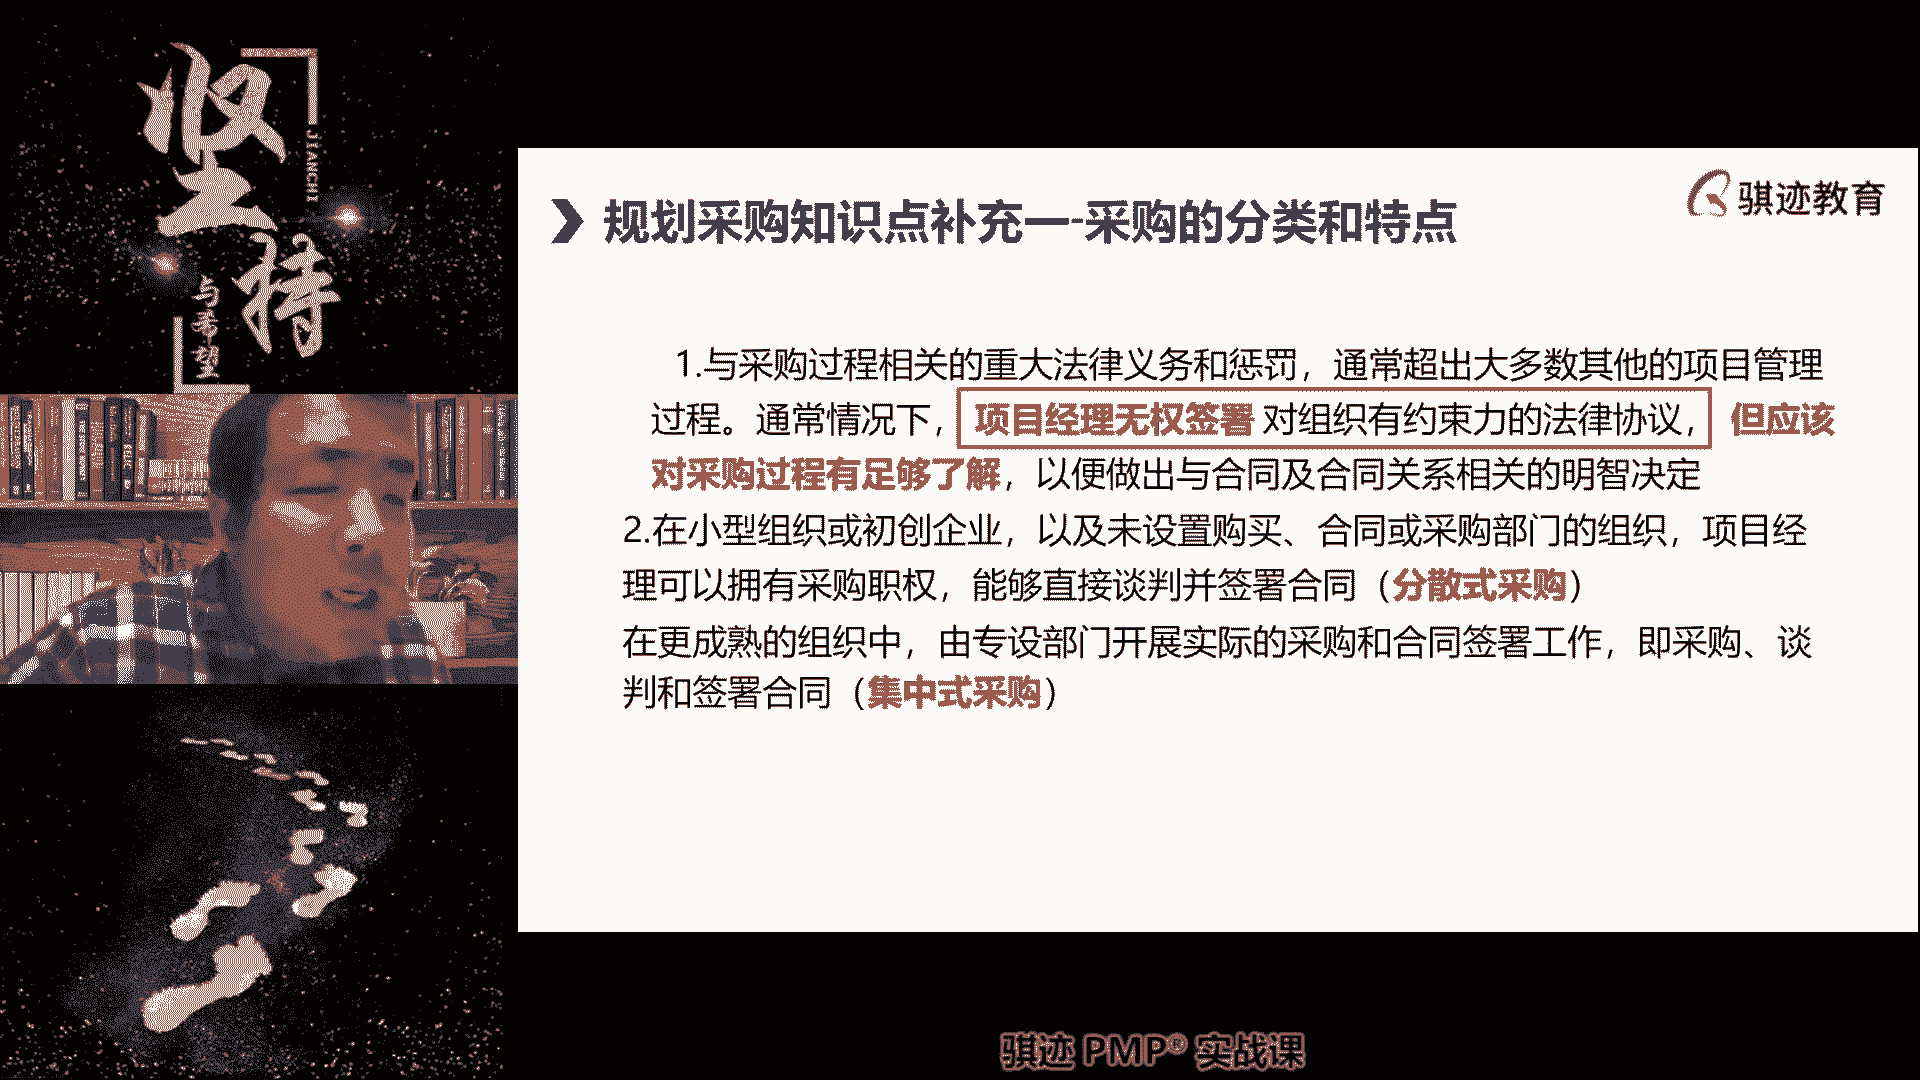 坚持
JIANCHI
与希望
骐迹教育
规划采购知识点补充一-采购的分类和特点
1.与采购过程相关的重大法律义务和惩罚，通常超出大多数其他的项目管理
过程。通常情况下，项目经理无权签署 对组织有约束力的法律协议，但应该
对采购过程有足够了解，以便做出与合同及合同关系相关的明智决定
2.在小型组织或初创企业，以及未设置购买、合同或采购部门的组织，项目经
理可以拥有采购职权，能够直接谈判并签署合同（分散式采购）
在更成熟的组织中，由专设部门开展实际的采购和合同签署工作，即采购、谈
判和签署合同（集中式采购）
骐迹 PMP® 实战课